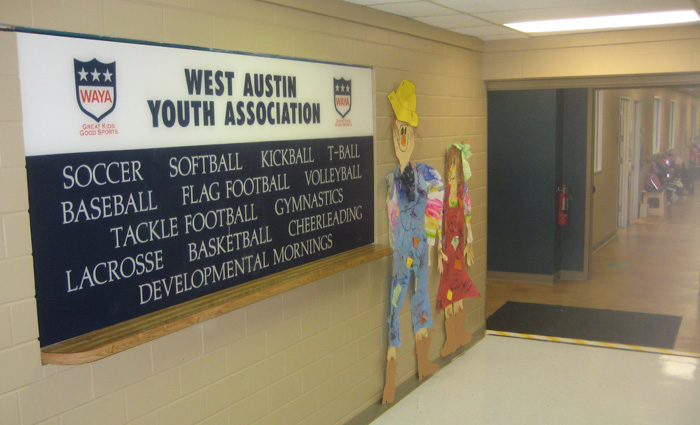 WAYA
GREAT KIDS
GOOD SPORTS
WEST AUSTIN
YOUTH ASSOCIATION
WAYA
SOCCER SOFTBALL KICKBALL T-BALL
BASEBALL FLAG FOOTBALL VOLLEYBALL
TACKLE FOOTBALL GYMNASTICS
LACROSSE BASKETBALL CHEERLEADING
DEVELOPMENTAL MORNINGS